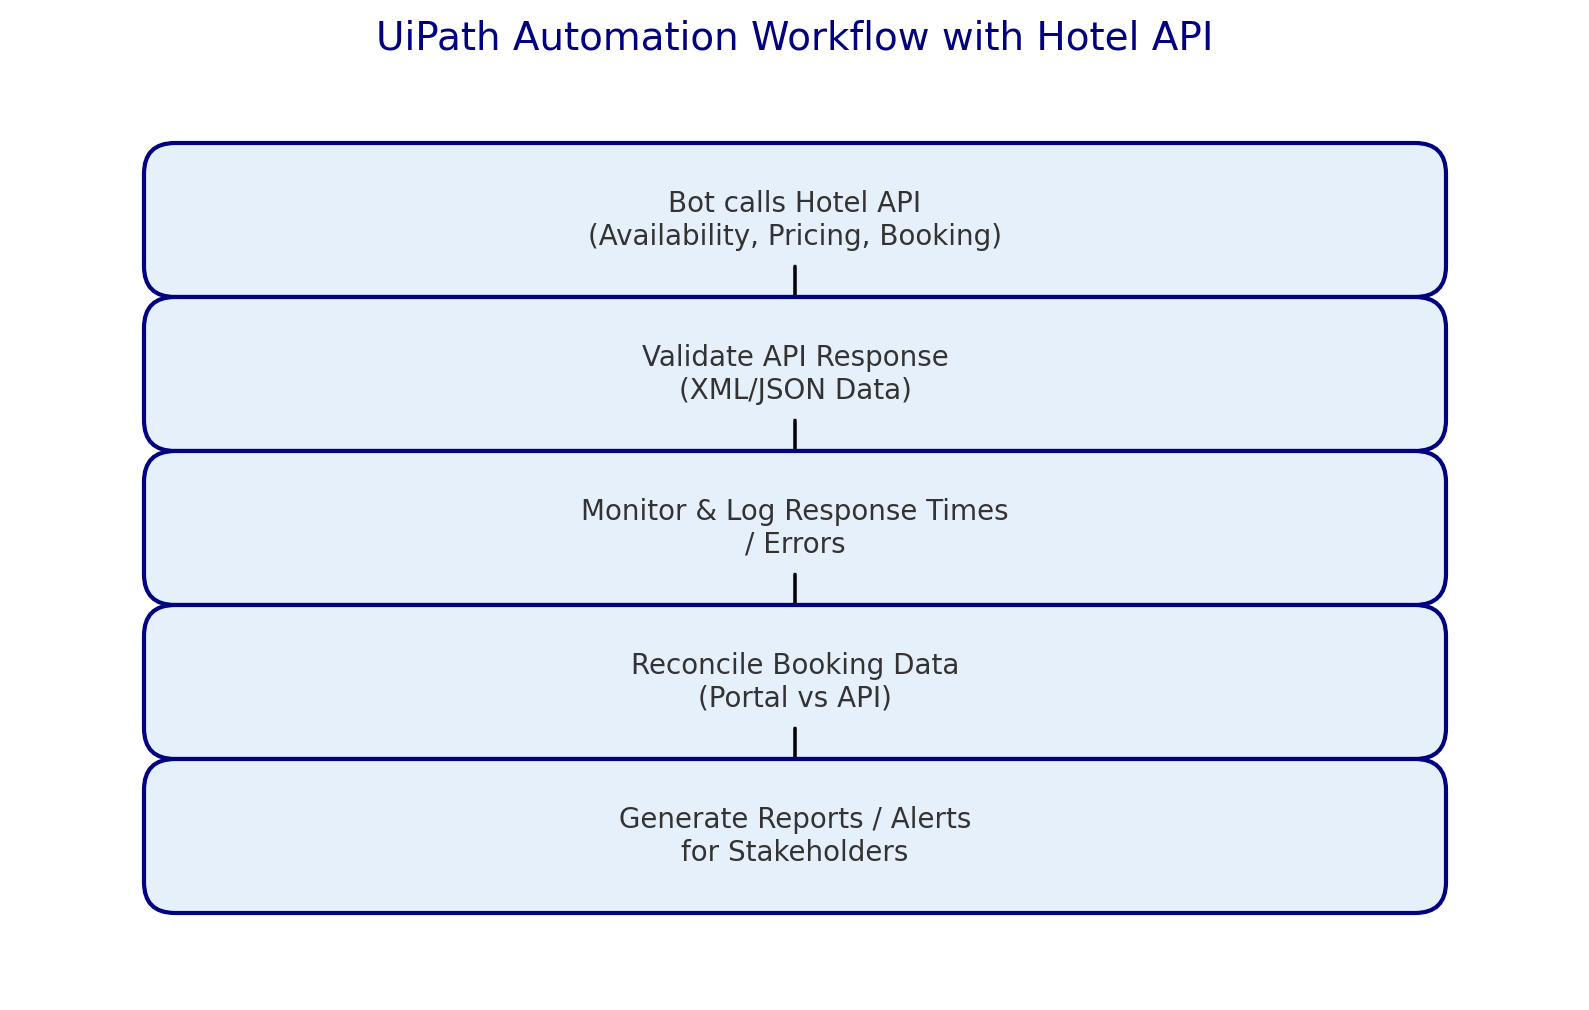 UiPath Automation Workflow with Hotel API
Bot calls Hotel API
(Availability, Pricing, Booking)
Validate API Response
(XML/JSON Data)
Monitor & Log Response Times
/ Errors
Reconcile Booking Data
(Portal vs API)
Generate Reports / Alerts
for Stakeholders